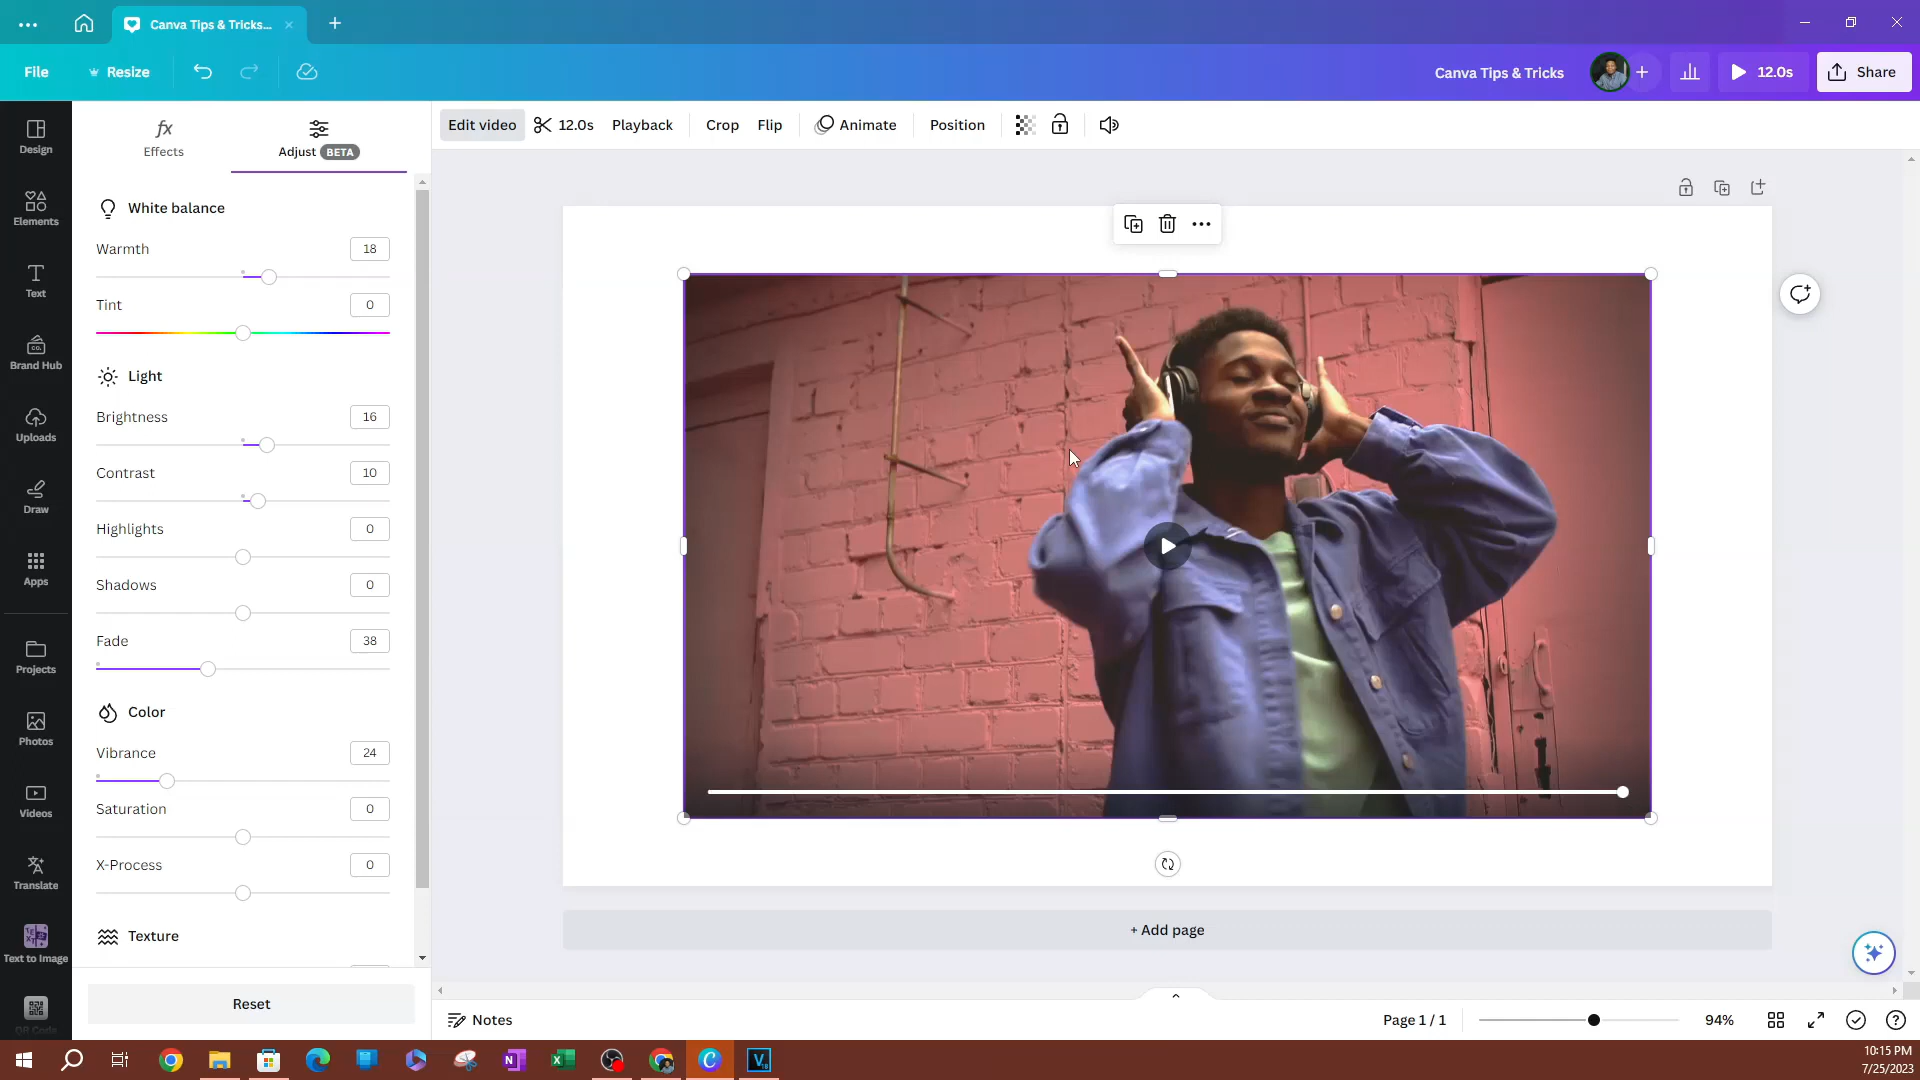 Canva Tips & Tricks...
File
Resize
Canva Tips & Tricks
12.0s
Share
Design
Elements
Text
Brand Hub
Uploads
Draw
Apps
Projects
Photos
Videos
Translate
Text to Image
QR Code
fx
Effects
Adjust BETA
White balance
Warmth 18
Tint 0
Light
Brightness 16
Contrast 10
Highlights 0
Shadows 0
Fade 38
Color
Vibrance 24
Saturation 0
X-Process 0
Texture
Reset
Edit video 12.0s Playback Crop Flip Animate Position
+ Add page
Notes
Page 1 / 1
94%
10:15 PM
7/25/2023